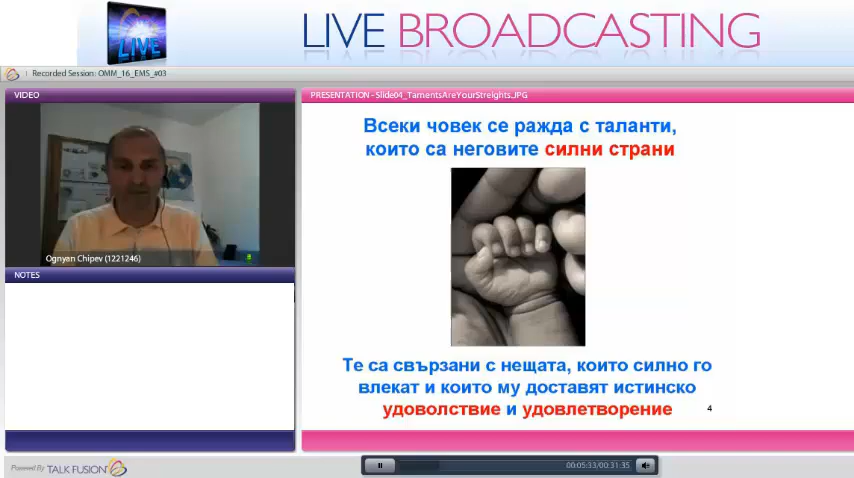 LIVE
LIVE BROADCASTING
Recorded Session: OMM_16_EMS_#03
VIDEO
Ognyan Chipev (1221246)
NOTES
PRESENTATION - Slide04_TamentsAreYourStreights.JPG
Всеки човек се ражда с таланти,
които са неговите силни страни
Те са свързани с нещата, които силно го
влекат и които му доставят истинско
удоволствие и удовлетворение
4
Powered By TALK FUSION
00:05:33/00:31:35